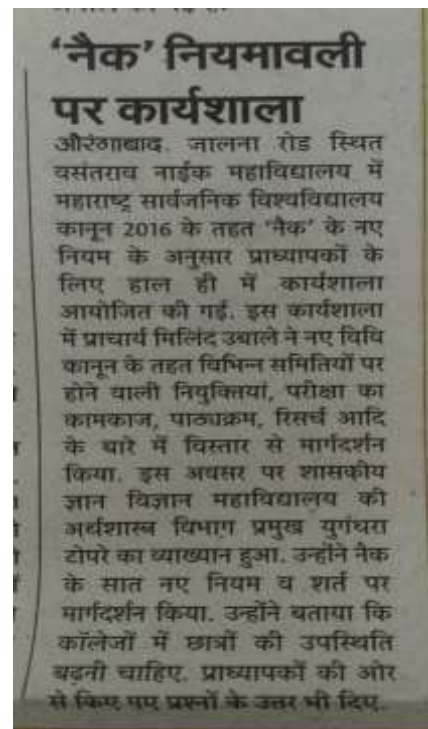 'नैक' नियमावली
पर कार्यशाला
औरंगाबाद. जालना रोड स्थित
वसंतराव नाईक महाविद्यालय में
महाराष्ट्र सार्वजनिक विश्वविद्यालय
कानून 2016 के तहत 'नैक' के नए
नियम के अनुसार प्राध्यापकों के
लिए हाल ही में कार्यशाला
आयोजित की गई. इस कार्यशाला
में प्राचार्य मिलिंद उबाले ने नए विवि
कानून के तहत विभिन्न समितियों पर
होने वाली नियुक्तियां, परीक्षा का
कामकाज, पाठ्यक्रम, रिसर्च आदि
के बारे में विस्तार से मार्गदर्शन
किया. इस अवसर पर शासकीय
ज्ञान विज्ञान महाविद्यालय की
अर्थशास्त्र विभाग प्रमुख युगंधरा
टोपरे का व्याख्यान हुआ. उन्होंने नैक
के सात नए नियम व शर्त पर
मार्गदर्शन किया. उन्होंने बताया कि
कॉलेजों में छात्रों की उपस्थिति
बढ़नी चाहिए. प्राध्यापकों की ओर
से किए गए प्रश्नों के उत्तर भी दिए.